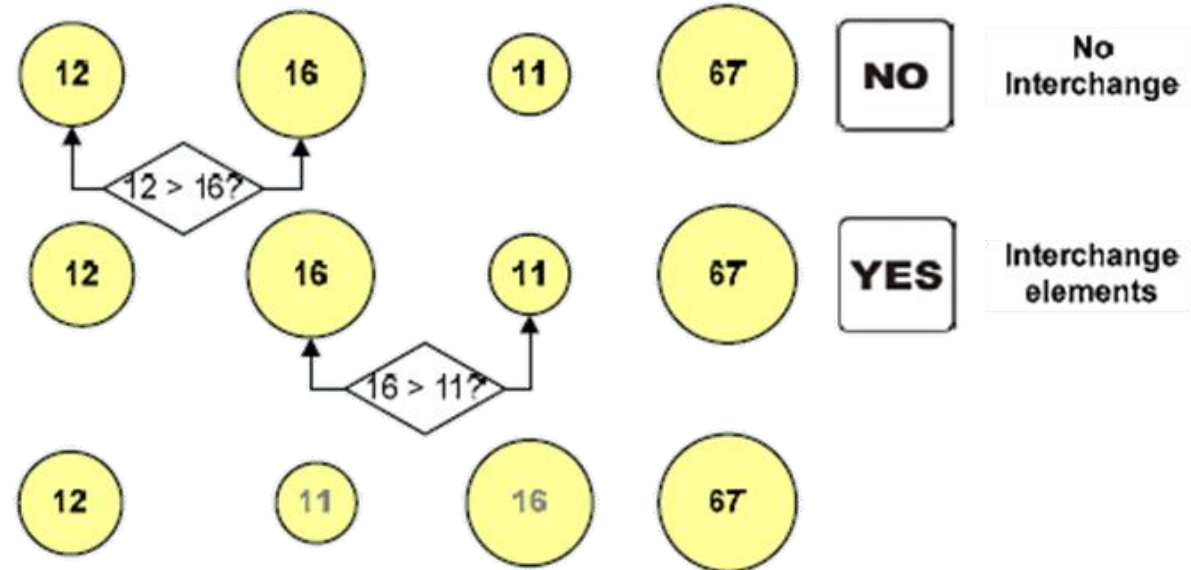 12 16 11 67 NO No
Interchange
12 > 16?
12 16 11 67 YES Interchange
elements
16 > 11?
12 11 16 67